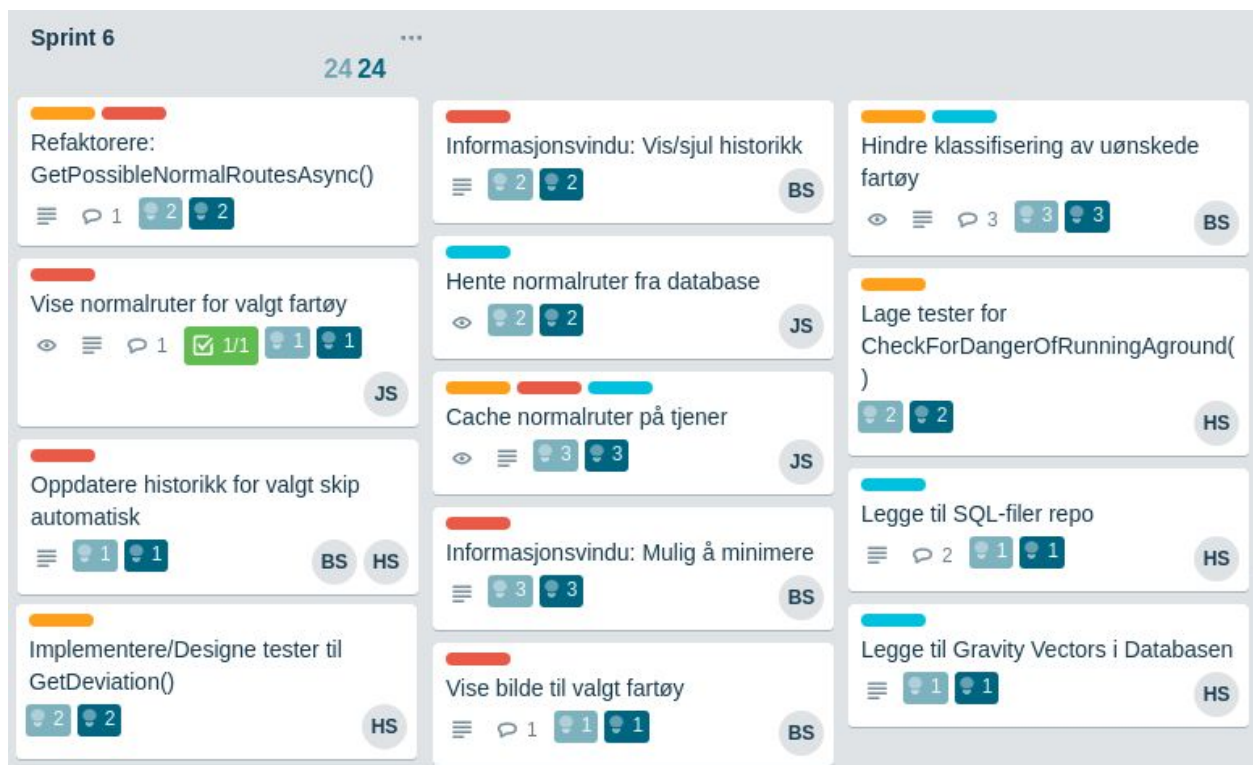 Sprint 6
24 24
Refaktorere:
GetPossibleNormalRoutesAsync()
1 2 2
Vise normalruter for valgt fartøy
1 1/1 1 1
JS
Oppdatere historikk for valgt skip
automatisk
1 1 BS HS
Implementere/Designe tester til
GetDeviation()
2 2 HS
Informasjonsvindu: Vis/sjul historikk
2 2 BS
Hente normalruter fra database
2 2 JS
Cache normalruter på tjener
3 3 JS
Informasjonsvindu: Mulig å minimere
3 3 BS
Vise bilde til valgt fartøy
1 1 1 BS
Hindre klassifisering av uønskede
fartøy
3 3 3 BS
Lage tester for
CheckForDangerOfRunningAground(
)
2 2 HS
Legge til SQL-filer repo
2 1 1 HS
Legge til Gravity Vectors i Databasen
1 1 HS